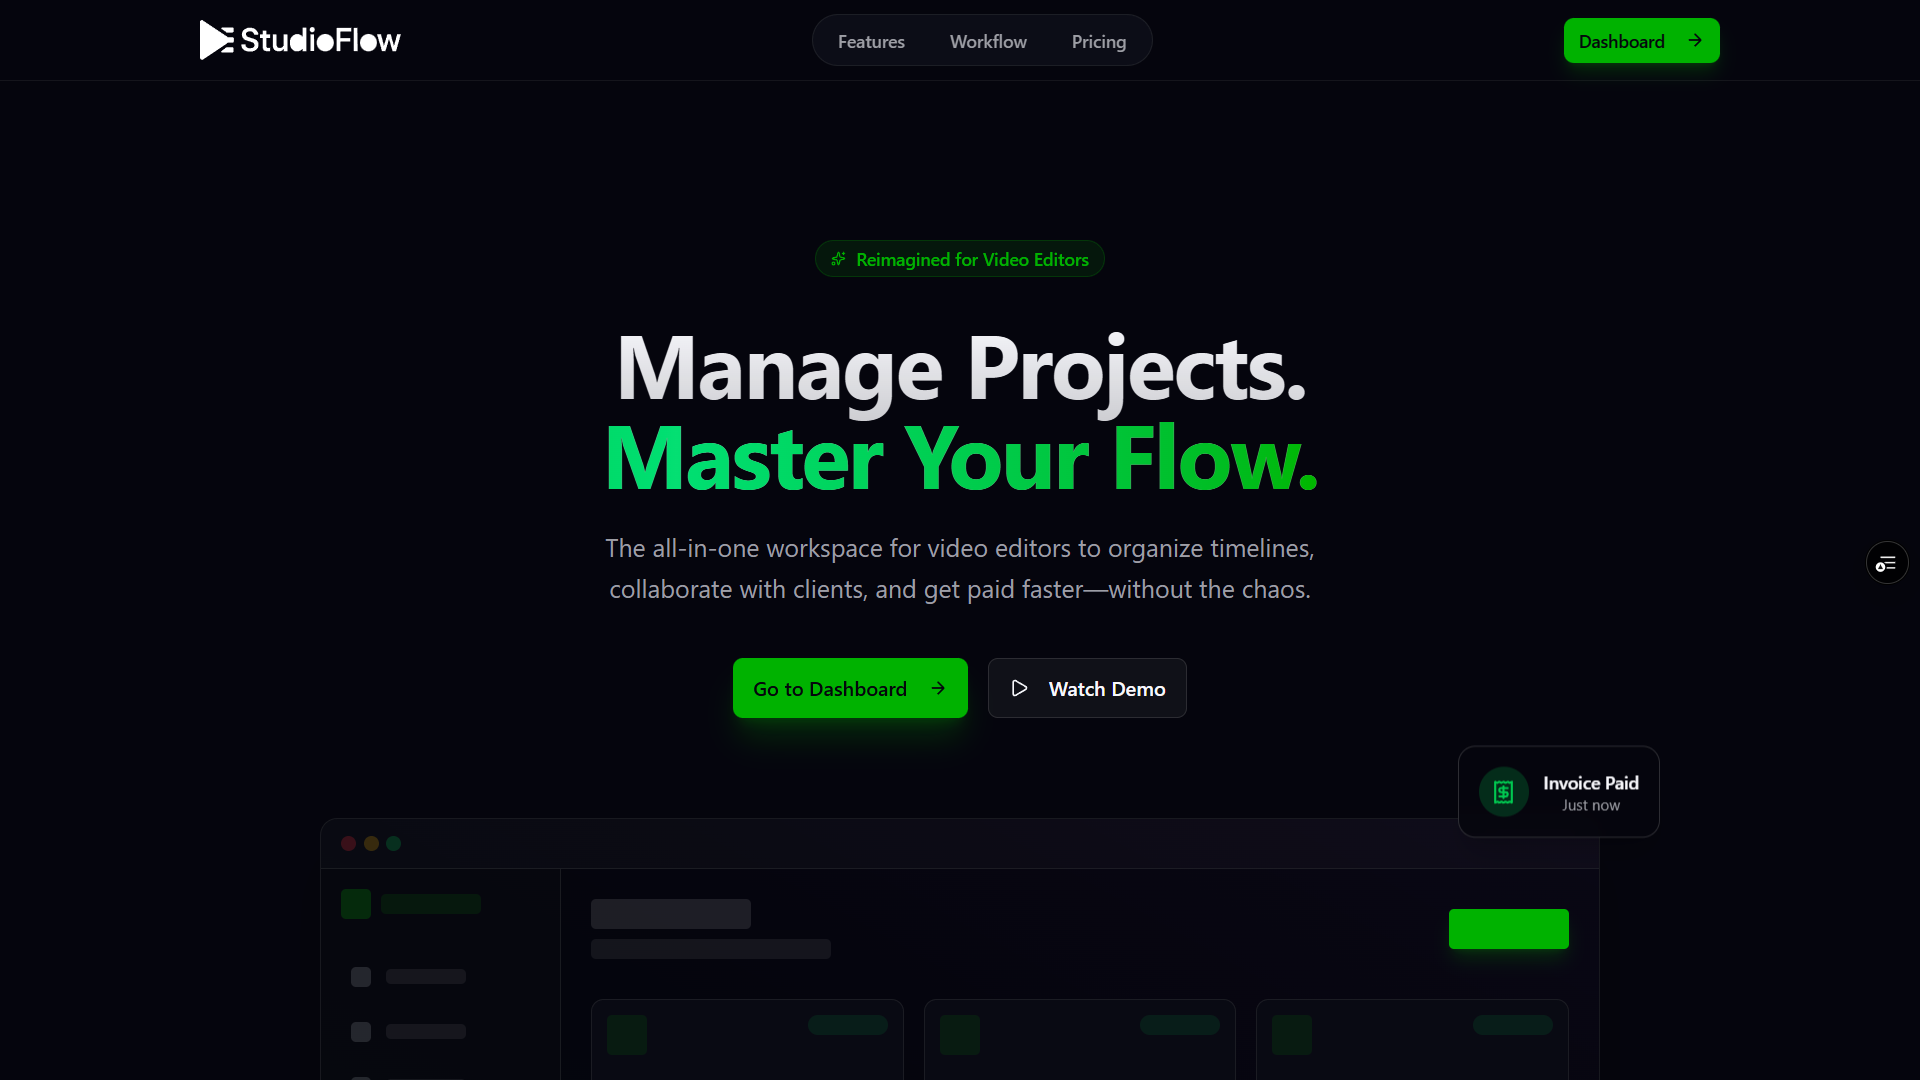 StudioFlow
Features
Workflow
Pricing
Dashboard
Reimagined for Video Editors
Manage Projects.
Master Your Flow.
The all-in-one workspace for video editors to organize timelines,
collaborate with clients, and get paid faster—without the chaos.
Go to Dashboard
Watch Demo
Invoice Paid
Just now